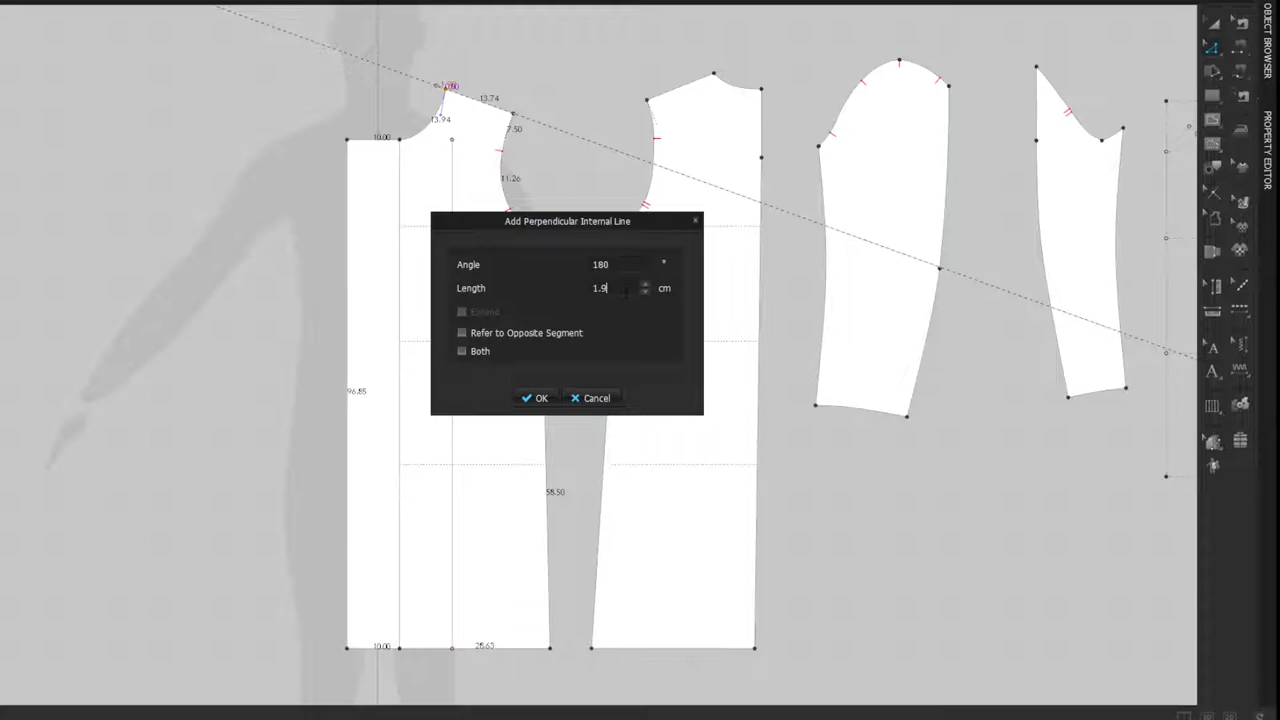 OBJECT BROWSER
PROPERTY EDITOR
13.74
13.94
7.50
10.00
11.26
Add Perpendicular Internal Line
Angle 180 °
Length 1.9 cm
Extend
Refer to Opposite Segment
Both
OK Cancel
96.85
58.50
10.00
28.63
A
A